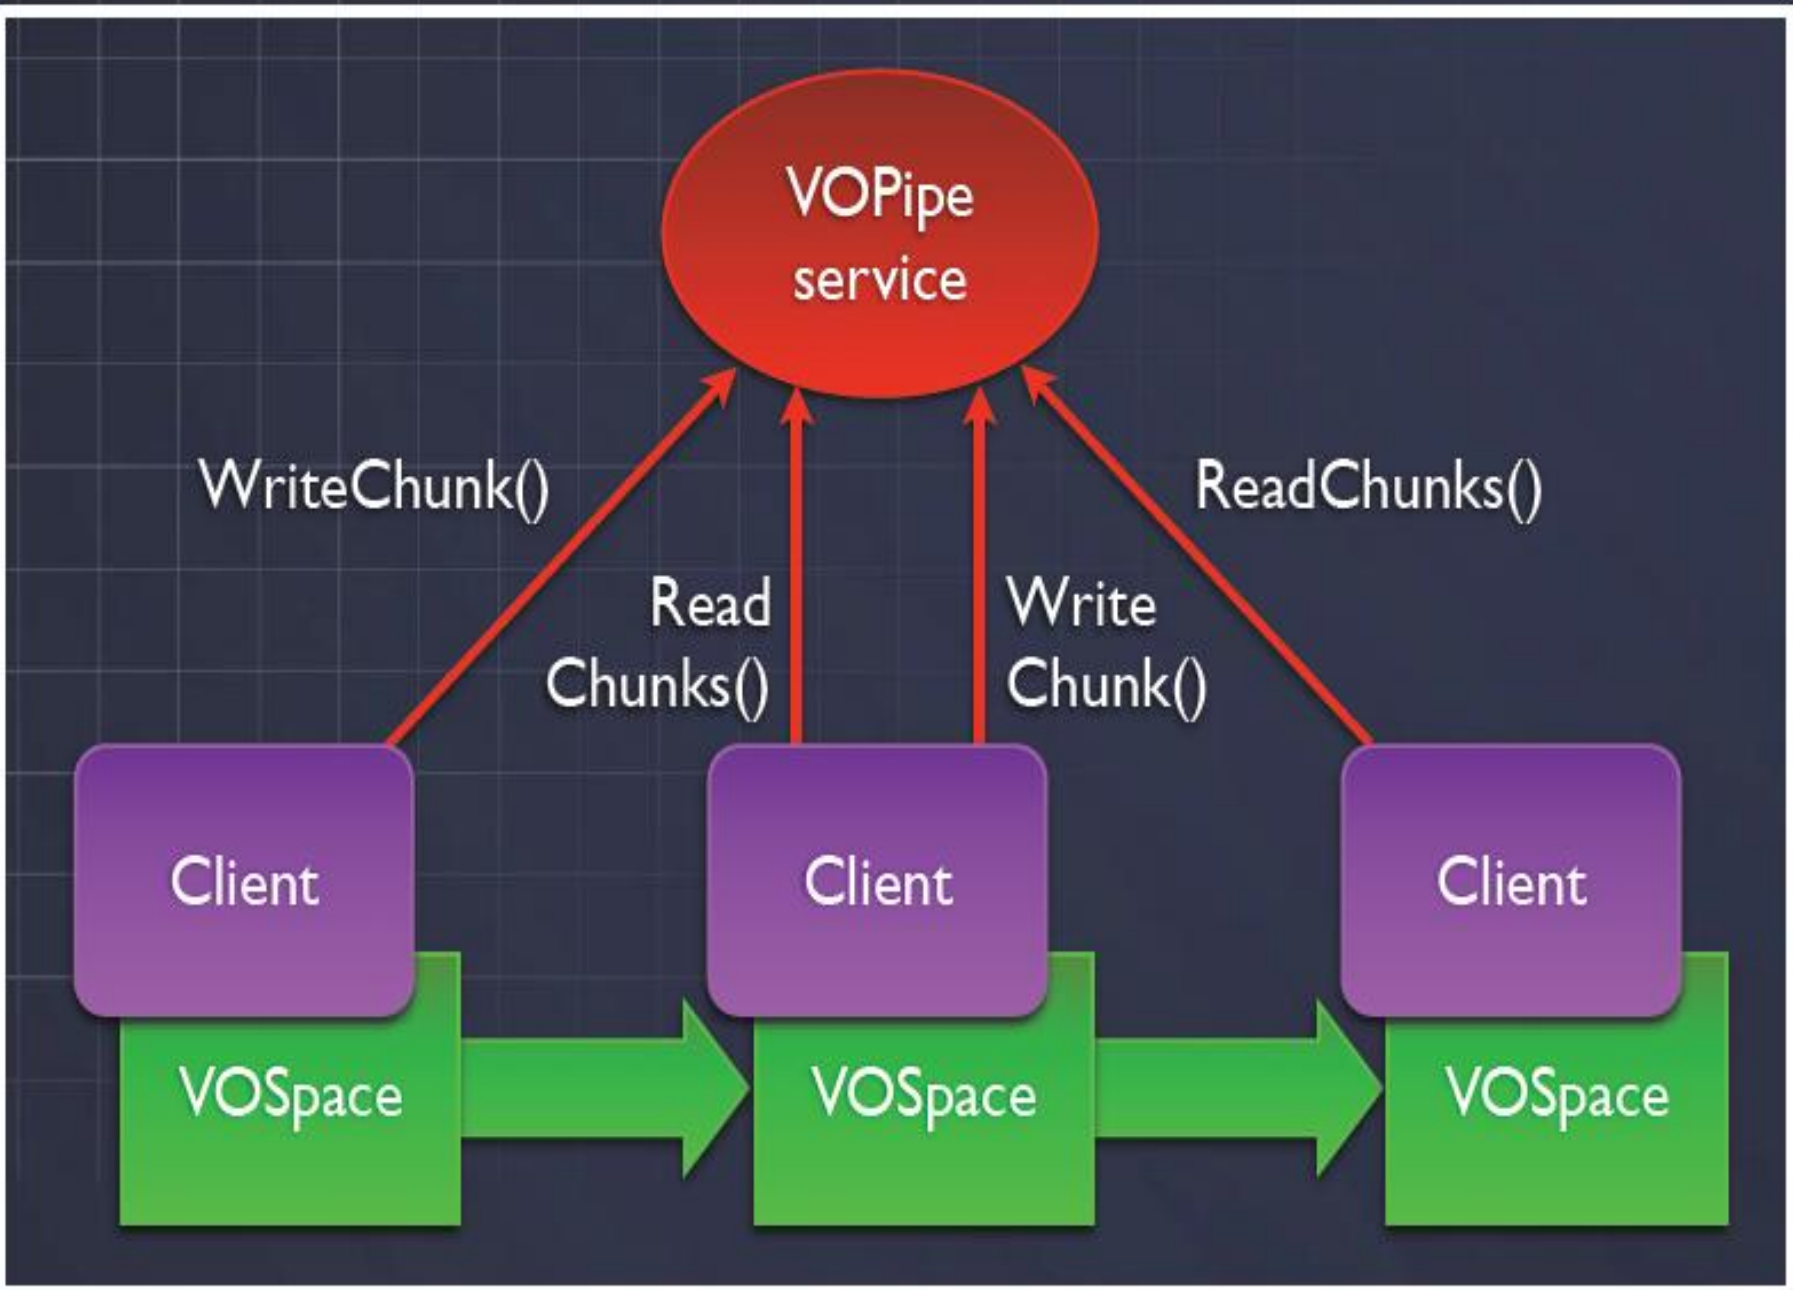 VOPipe
service
WriteChunk()
ReadChunks()
Read
Chunks()
Write
Chunk()
Client
Client
Client
VOSpace
VOSpace
VOSpace